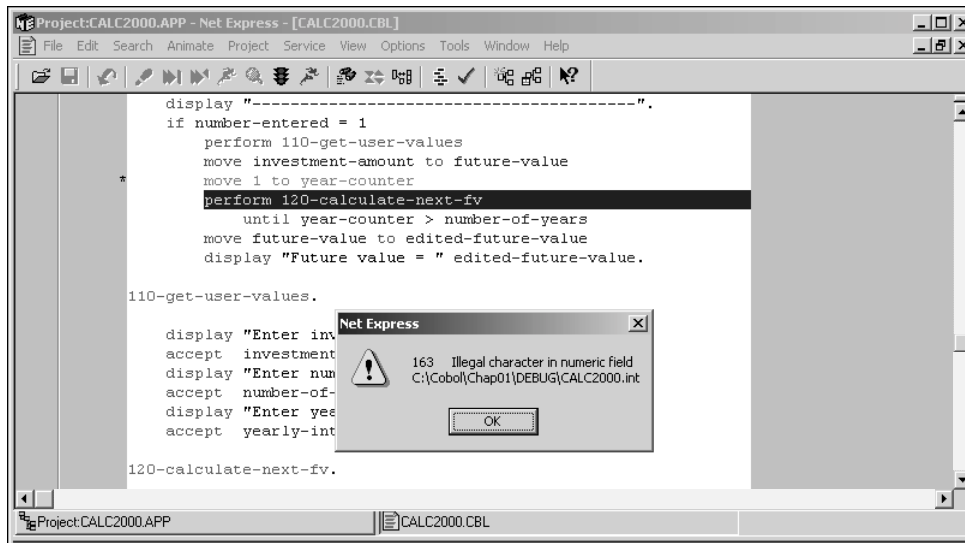 Project:CALC2000.APP - Net Express - [CALC2000.CBL]
File Edit Search Animate Project Service View Options Tools Window Help
display "----------------------------------------".
if number-entered = 1
perform 110-get-user-values
move investment-amount to future-value
* move 1 to year-counter
perform 120-calculate-next-fv
until year-counter > number-of-years
move future-value to edited-future-value
display "Future value = " edited-future-value.
110-get-user-values.
display "Enter inv
accept investment
display "Enter num
accept number-of-
display "Enter yea
accept yearly-int
120-calculate-next-fv.
Net Express
163 Illegal character in numeric field
C:\Cobol\Chap01\DEBUG\CALC2000.int
OK
Project:CALC2000.APP
CALC2000.CBL